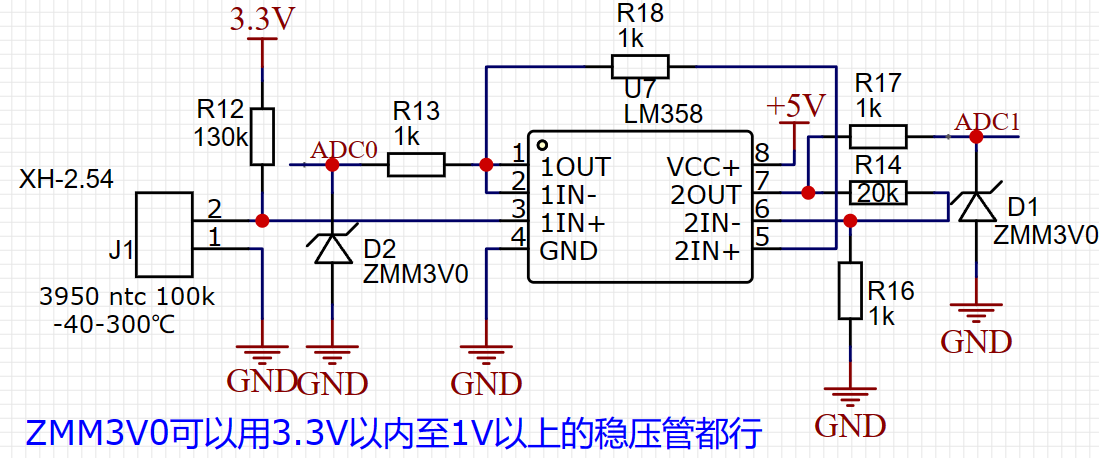 R18
1k
3.3V
U7
LM358
R17
1k
+5V
ADC1
R12
130k
R13
1k
ADC0
1
1OUT
VCC+
8
R14
20k
XH-2.54
2
1IN-
2OUT
7
2
3
1IN+
2IN-
6
D1
ZMM3V0
J1
1
4
GND
2IN+
5
D2
ZMM3V0
R16
1k
3950 ntc 100k
-40-300℃
GND
GND
GND
GND
GND
ZMM3V0可以用3.3V以内至1V以上的稳压管都行